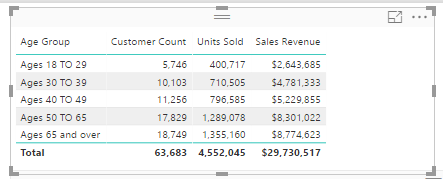 Age Group Customer Count Units Sold Sales Revenue
Ages 18 TO 29 5,746 400,717 $2,643,685
Ages 30 TO 39 10,103 710,505 $4,781,333
Ages 40 TO 49 11,256 796,585 $5,229,855
Ages 50 TO 65 17,829 1,289,078 $8,301,022
Ages 65 and over 18,749 1,355,160 $8,774,623
Total 63,683 4,552,045 $29,730,517